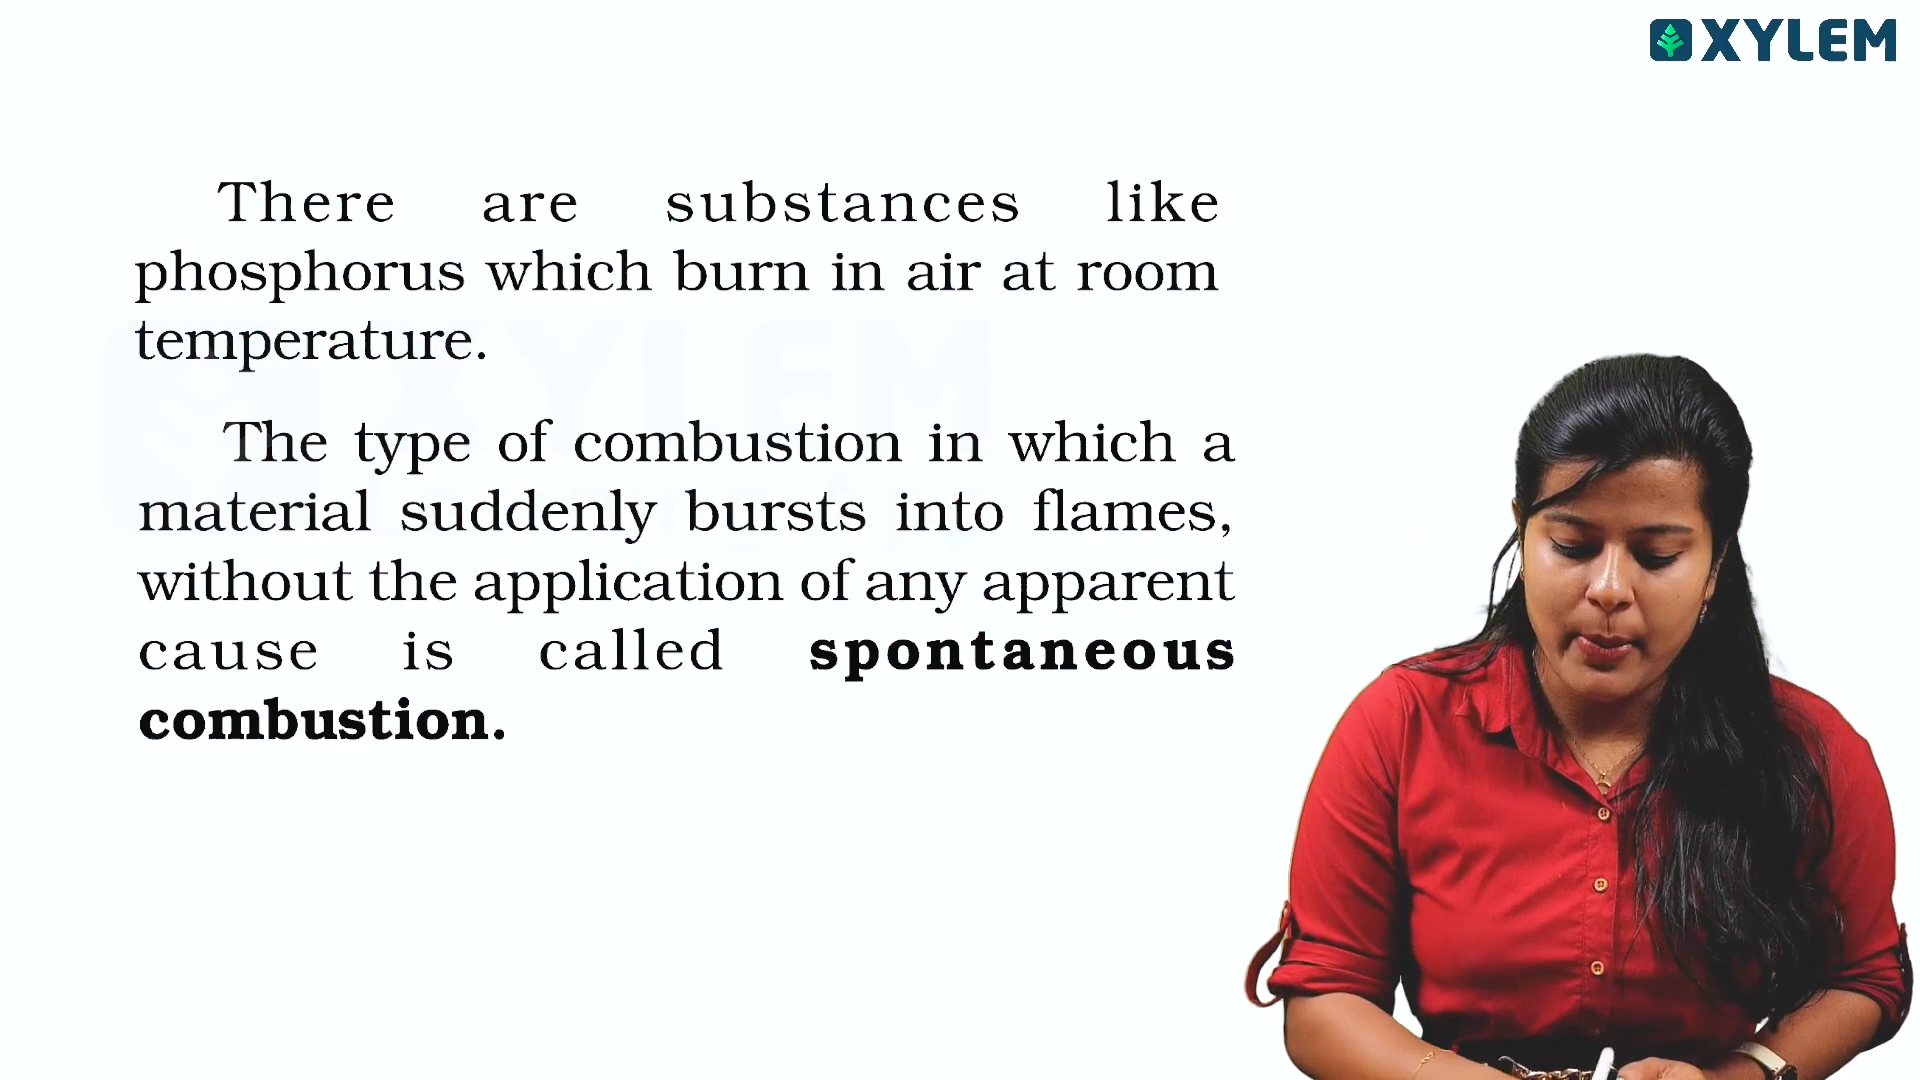 XYLEM
There are substances like
phosphorus which burn in air at room
temperature.
The type of combustion in which a
material suddenly bursts into flames,
without the application of any apparent
cause is called spontaneous
combustion.